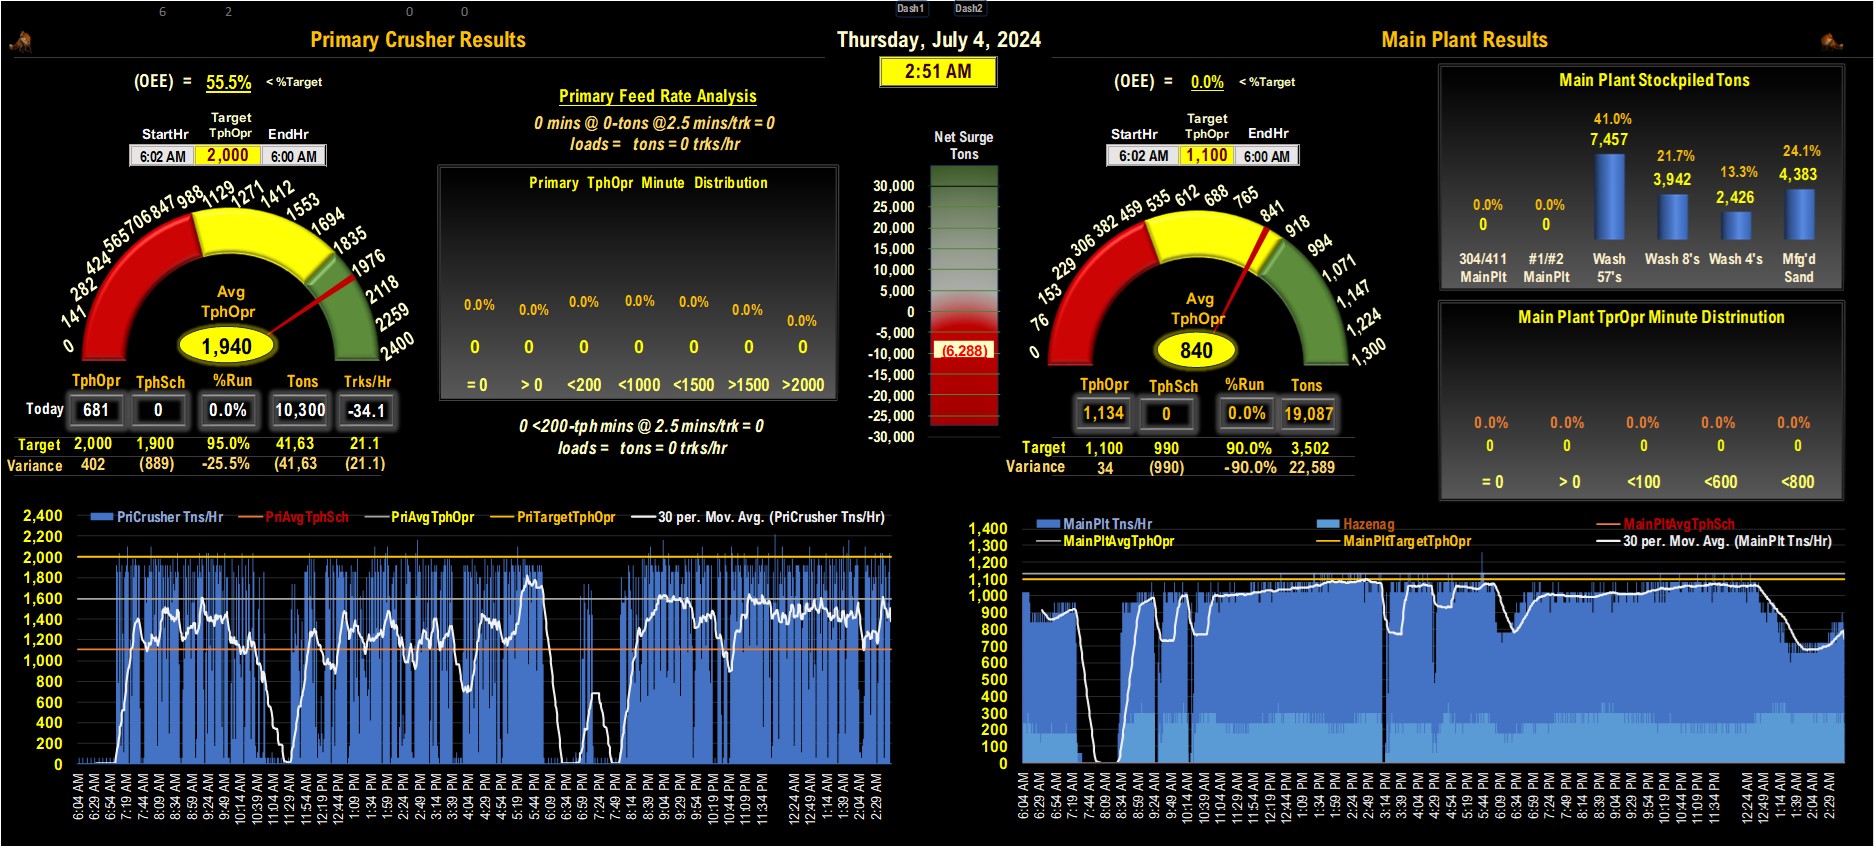 6 2 0 0 Dash1 Dash2
Primary Crusher Results
Thursday, July 4, 2024
Main Plant Results
2:51 AM
(OEE) = 55.5% < %Target
Target
StartHr TphOpr EndHr
6:02 AM 2,000 6:00 AM
0 141 282 424 565 706 847 988 1129 1271 1412 1553 1694 1835 1976 2118 2259 2400
Avg
TphOpr
1,940
TphOpr TphSch %Run Tons Trks/Hr
Today 681 0 0.0% 10,300 -34.1
Target 2,000 1,900 95.0% 41,63 21.1
Variance 402 (889) -25.5% (41,63 (21.1)
Primary Feed Rate Analysis
0 mins @ 0-tons @2.5 mins/trk = 0
loads = tons = 0 trks/hr
Primary TphOpr Minute Distribution
0.0% 0.0% 0.0% 0.0% 0.0% 0.0% 0.0%
0 0 0 0 0 0 0
= 0 > 0 <200 <1000 <1500 >1500 >2000
0 <200-tph mins @ 2.5 mins/trk = 0
loads = tons = 0 trks/hr
Net Surge
Tons
30,000
25,000
20,000
15,000
10,000
5,000
0
-5,000
-10,000
-15,000
-20,000
-25,000
-30,000
(6,288)
(OEE) = 0.0% < %Target
Target
StartHr TphOpr EndHr
6:02 AM 1,100 6:00 AM
0 76 153 229 306 382 459 535 612 688 765 841 918 994 1,071 1,147 1,224 1,300
Avg
TphOpr
840
TphOpr TphSch %Run Tons
1,134 0 0.0% 19,087
Target 1,100 990 90.0% 3,502
Variance 34 (990) -90.0% 22,589
Main Plant Stockpiled Tons
0.0% 0.0% 41.0% 21.7% 13.3% 24.1%
0 0 7,457 3,942 2,426 4,383
304/411 #1/#2 Wash Wash 8's Wash 4's Mfg'd
MainPlt MainPlt 57's Sand
Main Plant TprOpr Minute Distrinution
0.0% 0.0% 0.0% 0.0% 0.0%
0 0 0 0 0
= 0 > 0 <100 <600 <800
PriCrusher Tns/Hr PriAvgTphSch PriAvgTphOpr PriTargetTphOpr 30 per. Mov. Avg. (PriCrusher Tns/Hr)
2,400
2,200
2,000
1,800
1,600
1,400
1,200
1,000
800
600
400
200
0
6:04 AM 6:29 AM 6:54 AM 7:19 AM 7:44 AM 8:09 AM 8:34 AM 8:59 AM 9:24 AM 9:49 AM 10:14 AM 10:39 AM 11:04 AM 11:29 AM 11:54 AM 12:19 PM 12:44 PM 1:09 PM 1:34 PM 1:59 PM 2:24 PM 2:49 PM 3:14 PM 3:39 PM 4:04 PM 4:29 PM 4:54 PM 5:19 PM 5:44 PM 6:09 PM 6:34 PM 6:59 PM 7:24 PM 7:49 PM 8:14 PM 8:39 PM 9:04 PM 9:29 PM 9:54 PM 10:19 PM 10:44 PM 11:09 PM 11:34 PM 12:24 AM 12:49 AM 1:14 AM 1:39 AM 2:04 AM 2:29 AM
MainPlt Tns/Hr Hazenag MainPltAvgTphSch
MainPltAvgTphOpr MainPltTargetTphOpr 30 per. Mov. Avg. (MainPlt Tns/Hr)
1,400
1,300
1,200
1,100
1,000
900
800
700
600
500
400
300
200
100
0
6:04 AM 6:29 AM 6:54 AM 7:19 AM 7:44 AM 8:09 AM 8:34 AM 8:59 AM 9:24 AM 9:49 AM 10:14 AM 10:39 AM 11:04 AM 11:29 AM 11:54 AM 12:19 PM 12:44 PM 1:09 PM 1:34 PM 1:59 PM 2:24 PM 2:49 PM 3:14 PM 3:39 PM 4:04 PM 4:29 PM 4:54 PM 5:19 PM 5:44 PM 6:09 PM 6:34 PM 6:59 PM 7:24 PM 7:49 PM 8:14 PM 8:39 PM 9:04 PM 9:29 PM 9:54 PM 10:19 PM 10:44 PM 11:09 PM 11:34 PM 12:24 AM 12:49 AM 1:14 AM 1:39 AM 2:04 AM 2:29 AM